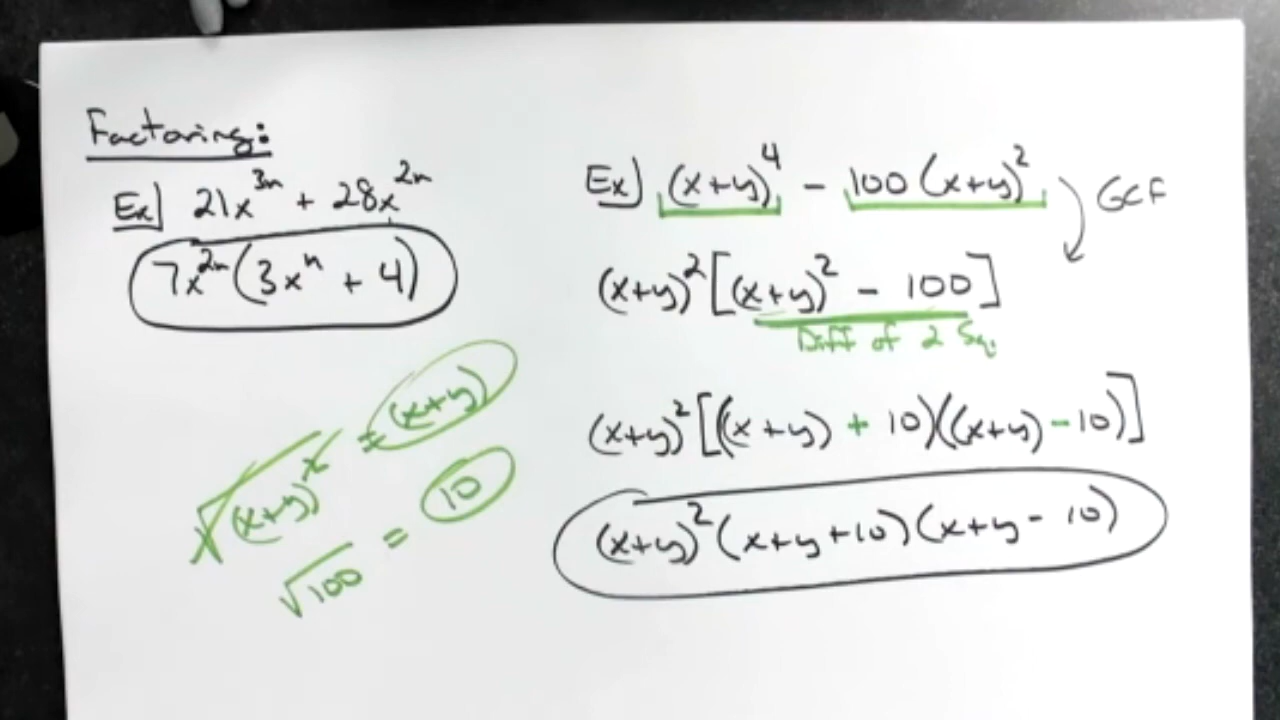 Factoring:
Ex] 21x^{3n} + 28x^{2n}
7x^{2n}(3x^n + 4)
√(x+y)^2 = (x+y)
√100 = 10
Ex] (x+y)^4 - 100(x+y)^2 GCF
(x+y)^2[(x+y)^2 - 100]
Diff of 2 Sq.
(x+y)^2[((x+y) + 10)((x+y) - 10)]
(x+y)^2(x+y+10)(x+y-10)